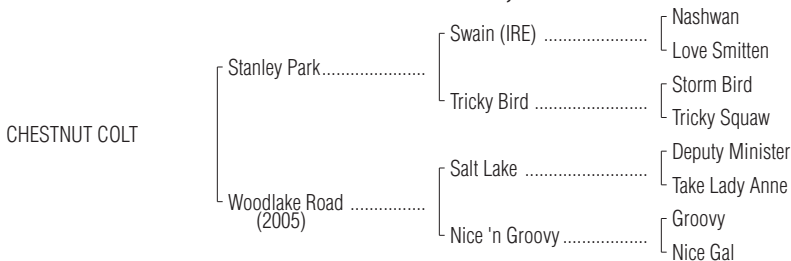 Nashwan
Swain (IRE) ........................
Love Smitten
Stanley Park......................
Storm Bird
Tricky Bird ..........................
Tricky Squaw
CHESTNUT COLT
Deputy Minister
Salt Lake ............................
Take Lady Anne
Woodlake Road ................
(2005)
Groovy
Nice 'n Groovy ....................
Nice Gal